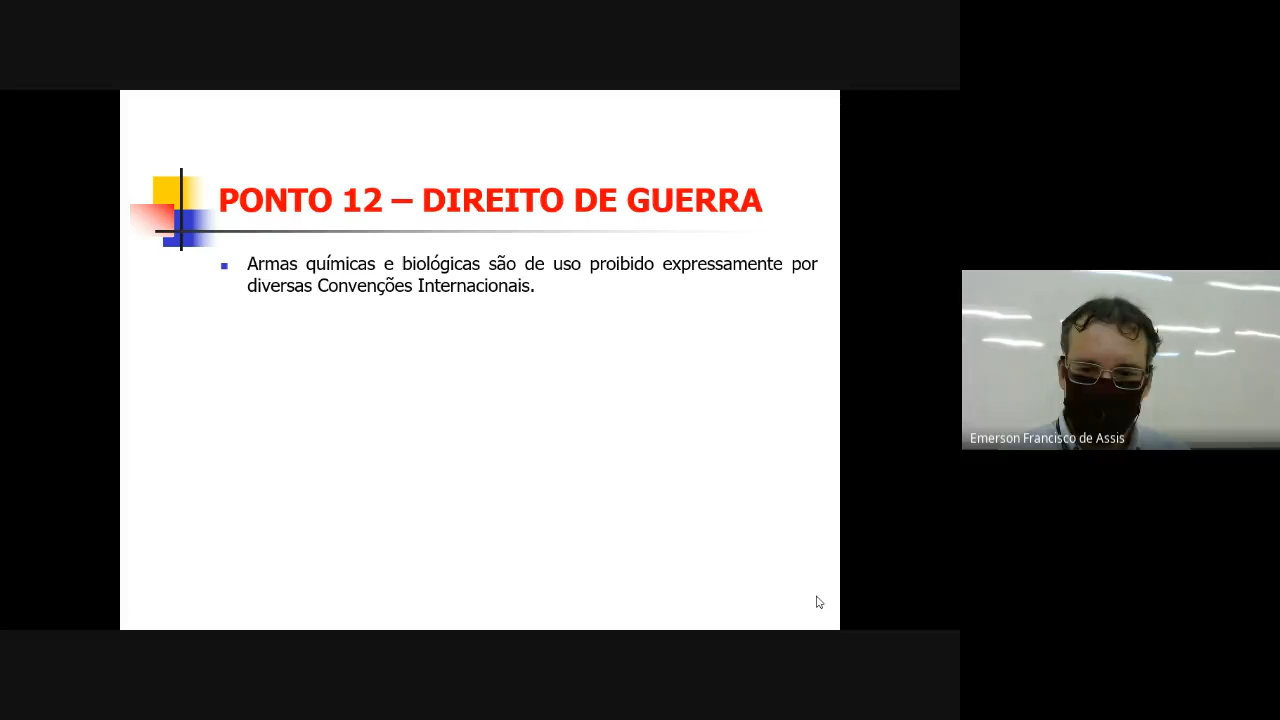 PONTO 12 – DIREITO DE GUERRA
Armas químicas e biológicas são de uso proibido expressamente por
diversas Convenções Internacionais.
Emerson Francisco de Assis